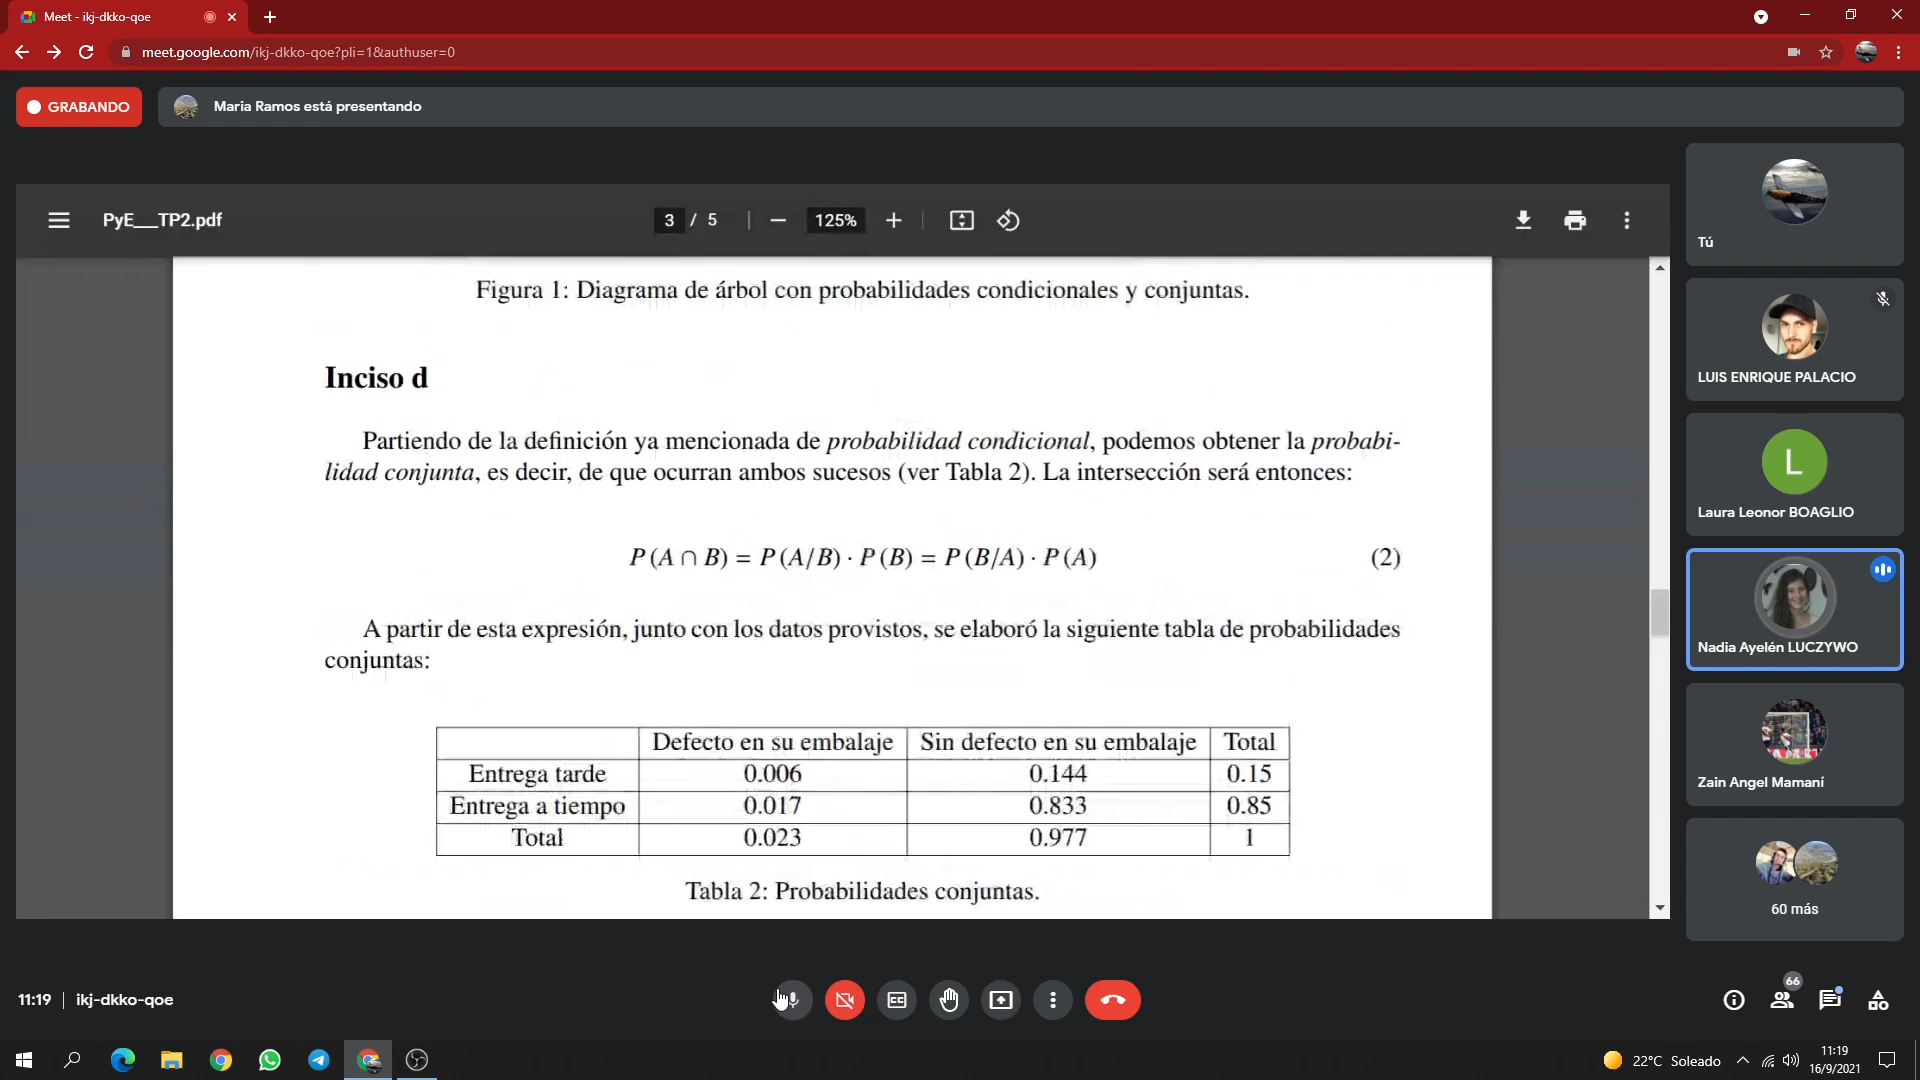 Meet - ikj-dkko-qoe
meet.google.com/ikj-dkko-qoe?pli=1&authuser=0
GRABANDO
Maria Ramos está presentando
PyE___TP2.pdf
3 / 5
125%
Figura 1: Diagrama de árbol con probabilidades condicionales y conjuntas.
Inciso d
Partiendo de la definición ya mencionada de probabilidad condicional, podemos obtener la probabi-
lidad conjunta, es decir, de que ocurran ambos sucesos (ver Tabla 2). La intersección será entonces:
P (A ∩ B) = P (A/B) · P (B) = P (B/A) · P (A) (2)
A partir de esta expresión, junto con los datos provistos, se elaboró la siguiente tabla de probabilidades
conjuntas:
Defecto en su embalaje Sin defecto en su embalaje Total
Entrega tarde 0.006 0.144 0.15
Entrega a tiempo 0.017 0.833 0.85
Total 0.023 0.977 1
Tabla 2: Probabilidades conjuntas.
Tú
LUIS ENRIQUE PALACIO
L
Laura Leonor BOAGLIO
Nadia Ayelén LUCZYWO
Zain Angel Mamaní
60 más
11:19 | ikj-dkko-qoe
66
22°C Soleado
11:19
16/9/2021